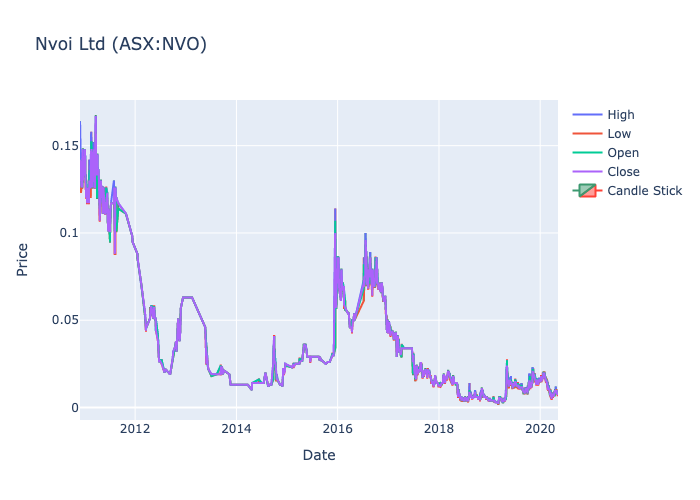 Nvoi Ltd (ASX:NVO)
High
Low
Open
Close
Candle Stick
0.15
0.1
0.05
0
Price
2012 2014 2016 2018 2020
Date